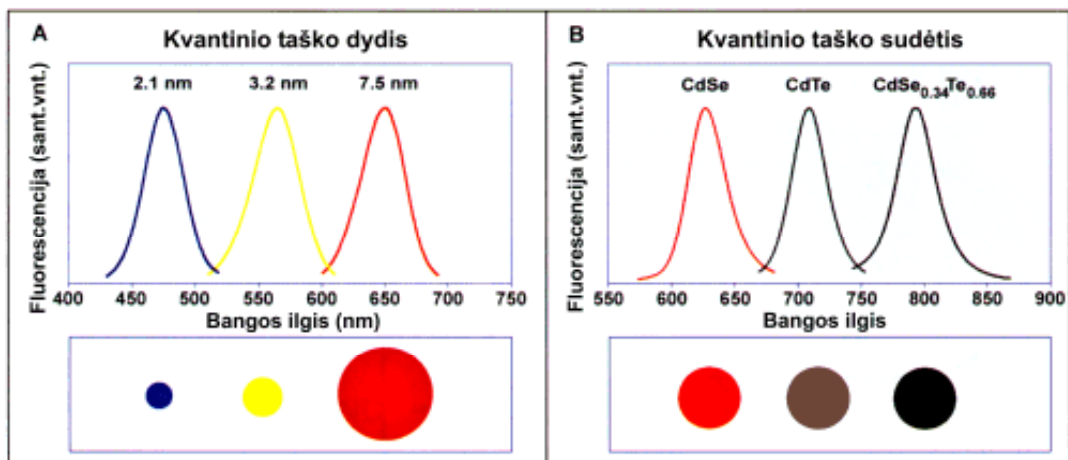 A
Kvantinio taško dydis
2.1 nm 3.2 nm 7.5 nm
Fluorescencija (sant.vnt.)
400 450 500 550 600 650 700 750
Bangos ilgis (nm)
B
Kvantinio taško sudėtis
CdSe CdTe CdSe0.34Te0.66
Fluorescencija (sant.vnt.)
550 600 650 700 750 800 850 900
Bangos ilgis